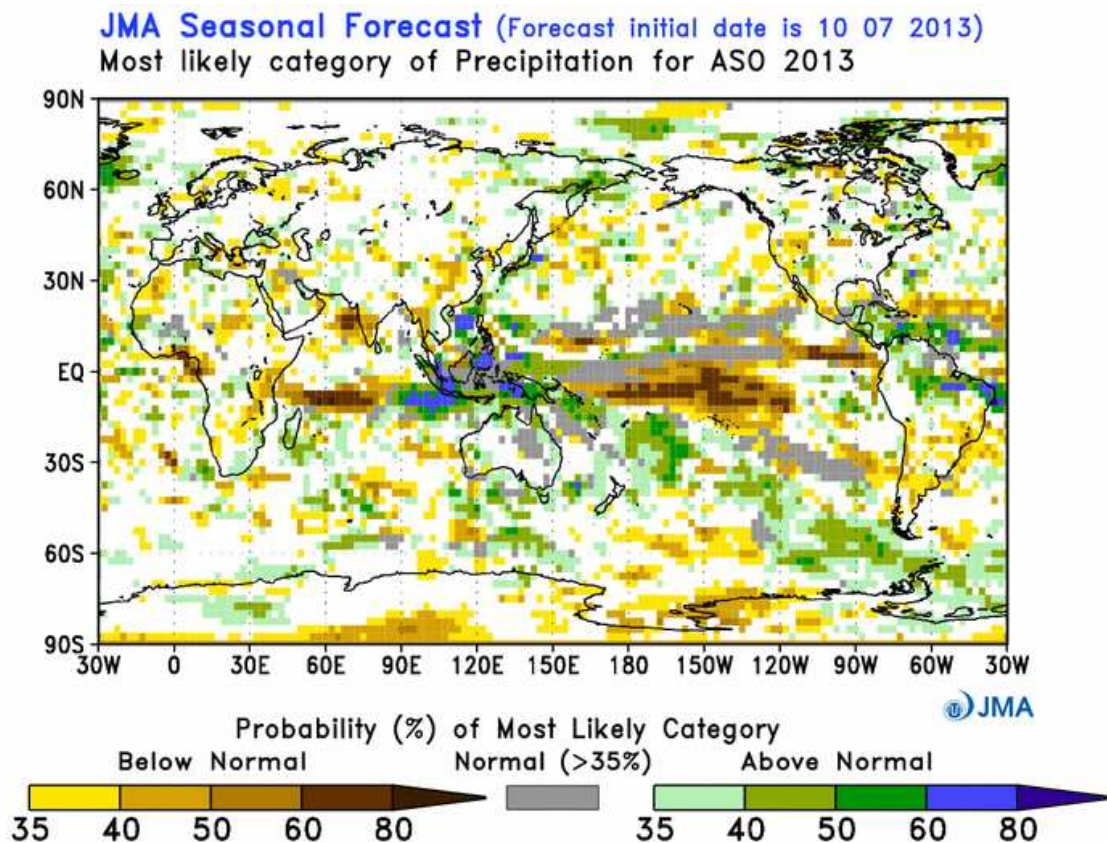 JMA Seasonal Forecast (Forecast initial date is 10 07 2013)
Most likely category of Precipitation for ASO 2013
90N
60N
30N
EQ
30S
60S
90S
30W 0 30E 60E 90E 120E 150E 180 150W 120W 90W 60W 30W
JMA
Probability (%) of Most Likely Category
Below Normal Normal (>35%) Above Normal
35 40 50 60 80 35 40 50 60 80